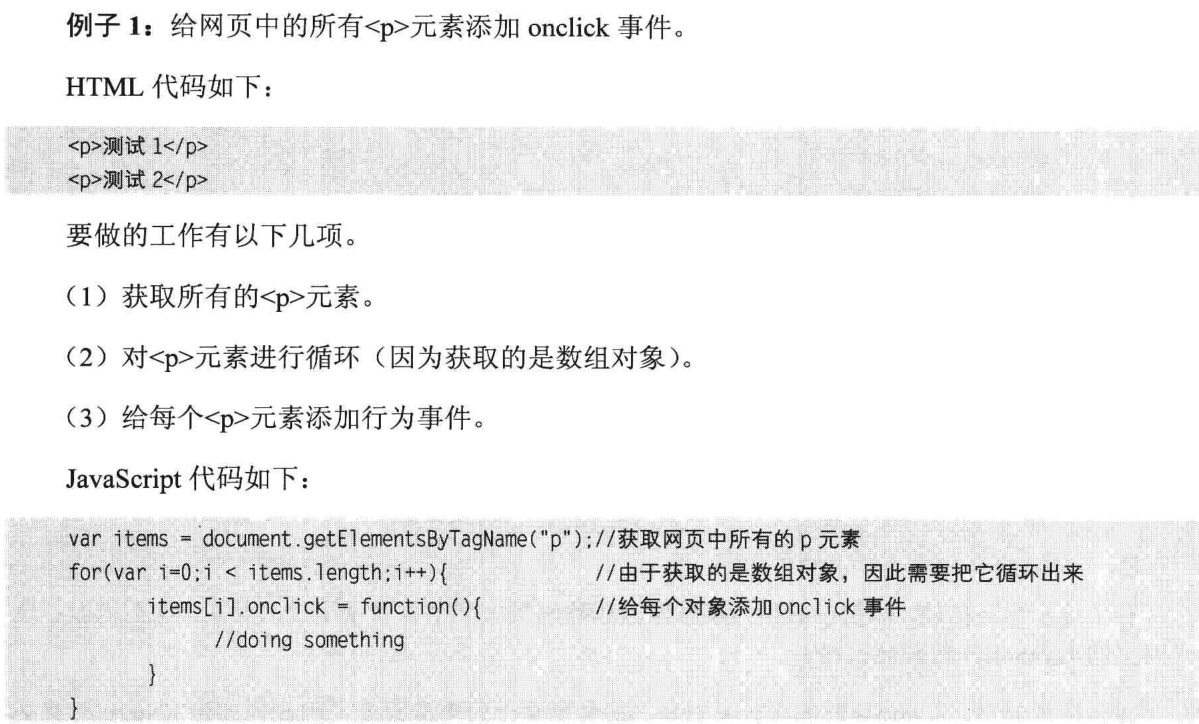 例子 1：给网页中的所有<p>元素添加 onclick 事件。
HTML 代码如下：
<p>测试 1</p>
<p>测试 2</p>
要做的工作有以下几项。
（1）获取所有的<p>元素。
（2）对<p>元素进行循环（因为获取的是数组对象）。
（3）给每个<p>元素添加行为事件。
JavaScript 代码如下：
var items = document.getElementsByTagName("p");//获取网页中所有的 p 元素
for(var i=0;i < items.length;i++){ //由于获取的是数组对象，因此需要把它循环出来
items[i].onclick = function(){ //给每个对象添加 onclick 事件
//doing something
}
}